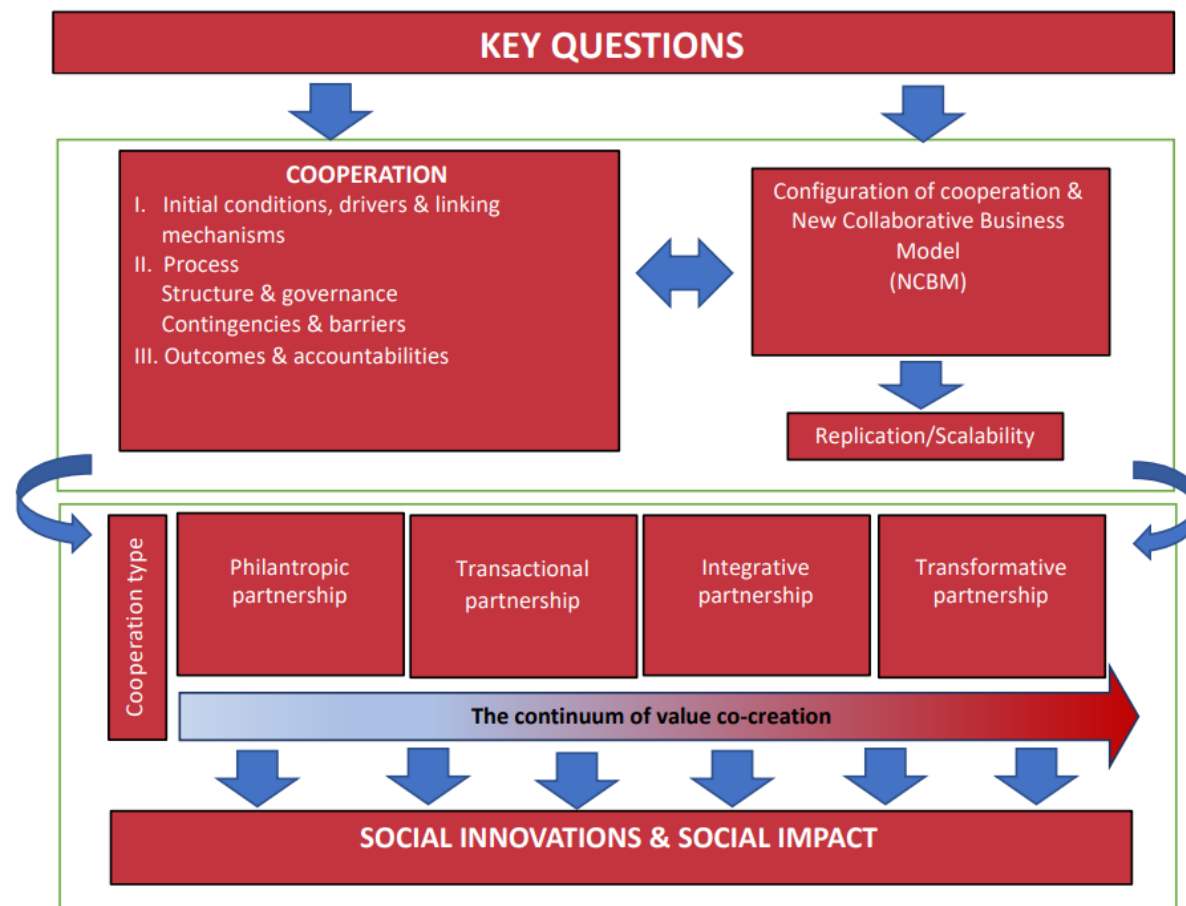 KEY QUESTIONS
COOPERATION
I. Initial conditions, drivers & linking
mechanisms
II. Process
Structure & governance
Contingencies & barriers
III. Outcomes & accountabilities
Configuration of cooperation &
New Collaborative Business
Model
(NCBM)
Replication/Scalability
Cooperation type
Philantropic
partnership
Transactional
partnership
Integrative
partnership
Transformative
partnership
The continuum of value co-creation
SOCIAL INNOVATIONS & SOCIAL IMPACT